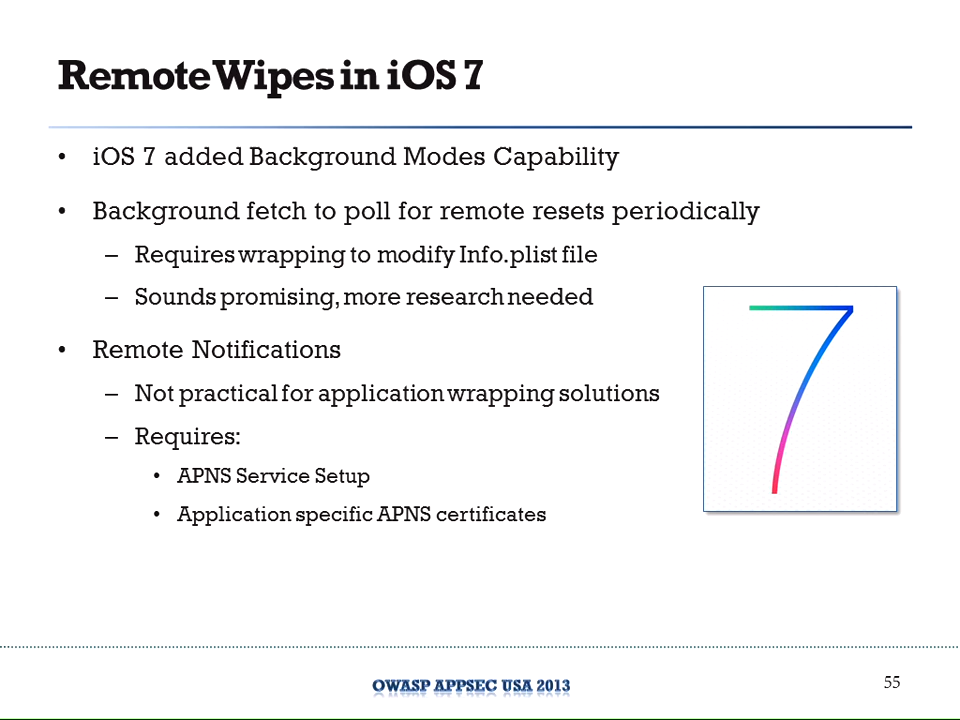 Remote Wipes in iOS 7
• iOS 7 added Background Modes Capability
• Background fetch to poll for remote resets periodically
– Requires wrapping to modify Info.plist file
– Sounds promising, more research needed
• Remote Notifications
– Not practical for application wrapping solutions
– Requires:
• APNS Service Setup
• Application specific APNS certificates
7
OWASP APPSEC USA 2013
55